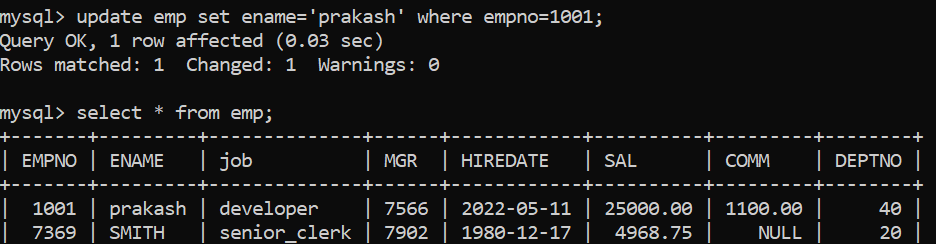 mysql> update emp set ename='prakash' where empno=1001;
Query OK, 1 row affected (0.03 sec)
Rows matched: 1  Changed: 1  Warnings: 0

mysql> select * from emp;
+-------+---------+--------------+------+------------+----------+---------+--------+
| EMPNO | ENAME   | job          | MGR  | HIREDATE   | SAL      | COMM    | DEPTNO |
+-------+---------+--------------+------+------------+----------+---------+--------+
|  1001 | prakash | developer    | 7566 | 2022-05-11 | 25000.00 | 1100.00 |     40 |
|  7369 | SMITH   | senior_clerk | 7902 | 1980-12-17 |  4968.75 |    NULL |     20 |